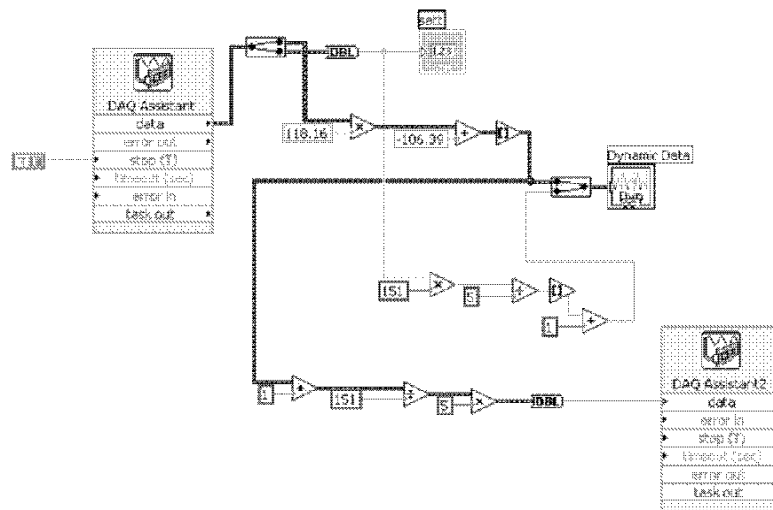 DAQ Assistant
data
error out
stop (T)
timeout (sec)
error in
task out
DBL
123
118.16
-106.39
Dynamic Data
151
5
1
1
151
5
DBL
DAQ Assistant2
data
error in
stop (T)
timeout (sec)
error out
task out